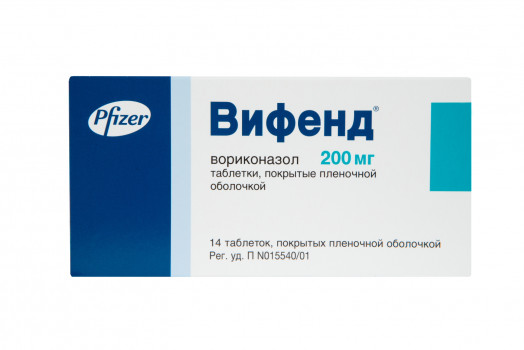 Pfizer
Вифенд®
вориконазол 200 мг
таблетки, покрытые пленочной
оболочкой
14 таблеток, покрытых пленочной оболочкой
Рег. уд. П N015540/01